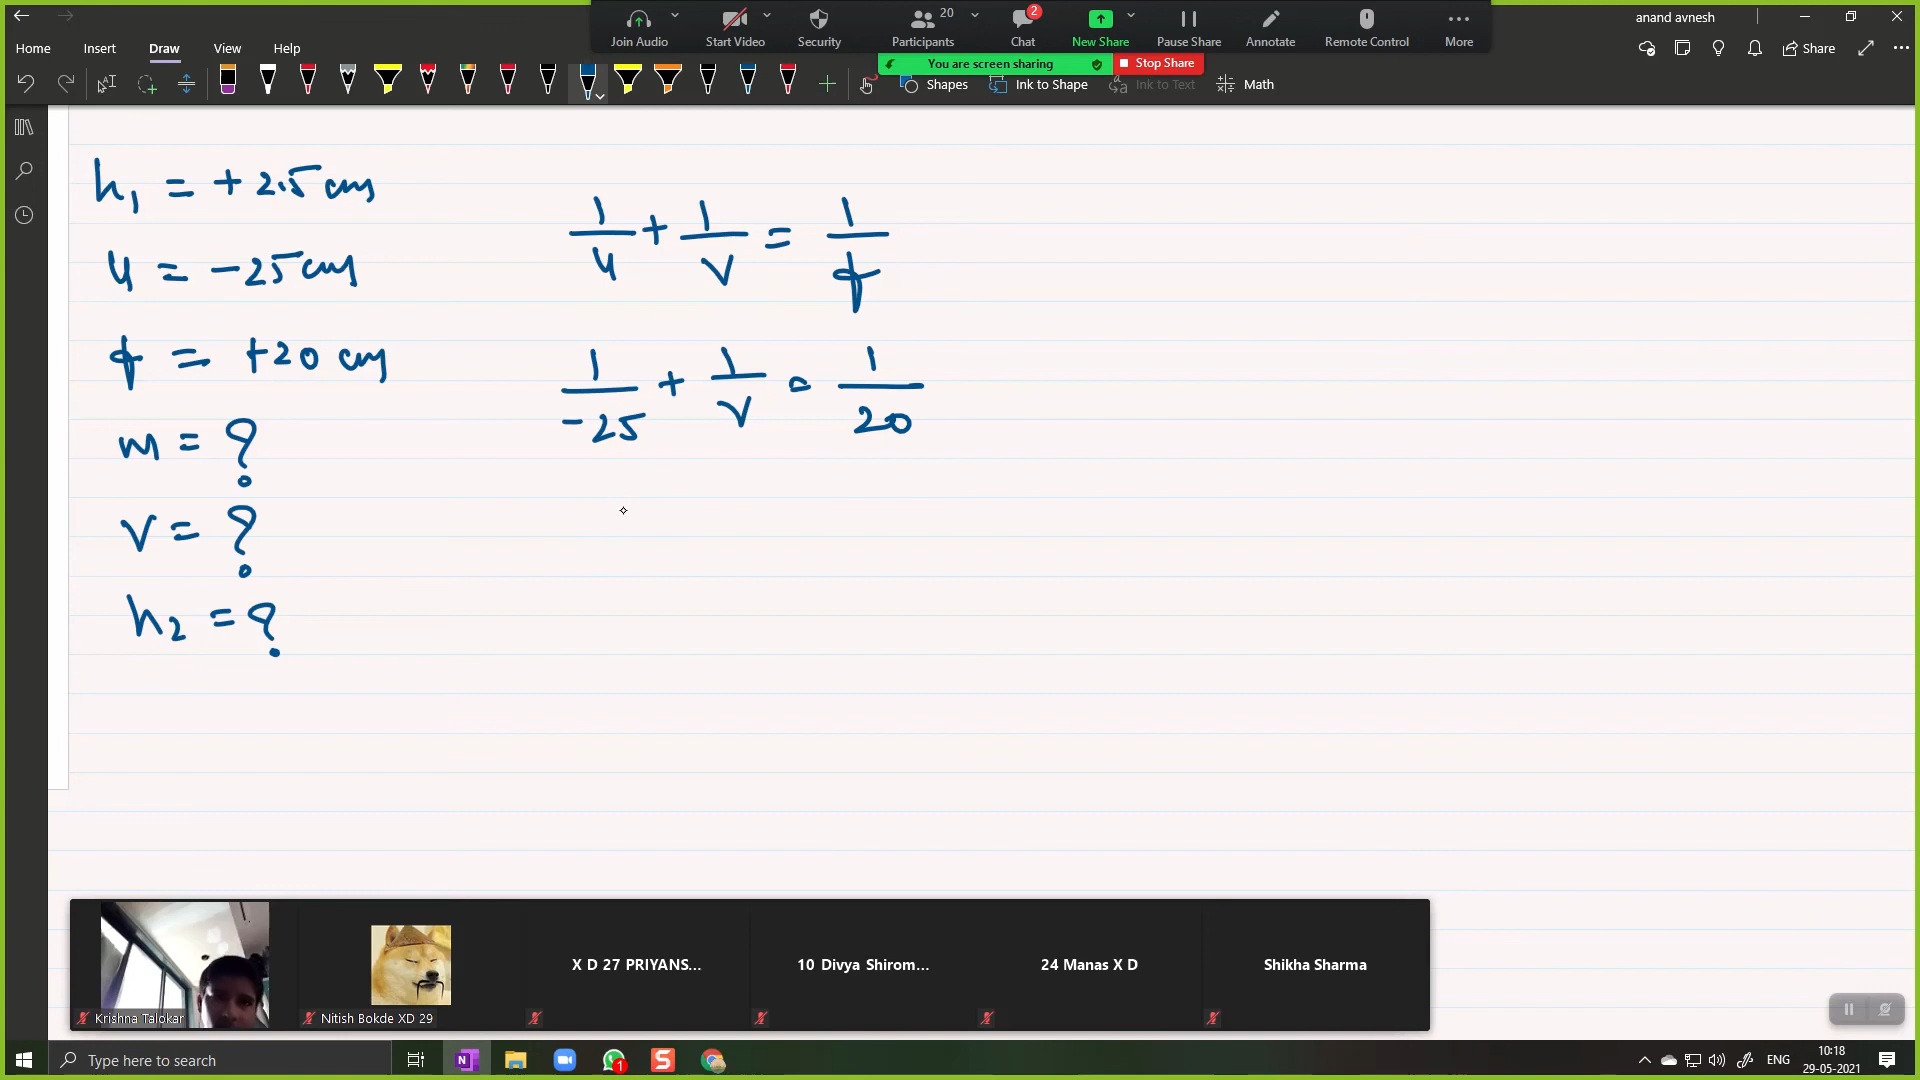 anand avnesh
Join Audio
Start Video
Security
Participants 20
Chat 2
New Share
Pause Share
Annotate
Remote Control
More
Home Insert Draw View Help
Share
You are screen sharing
Stop Share
Shapes
Ink to Shape
Ink to Text
Math
h₁ = +2.5 cm
u = -25 cm
f = +20 cm
m = ?
v = ?
h₂ = ?
1/u + 1/v = 1/f
1/-25 + 1/v = 1/20
Krishna Talokar
Nitish Bokde XD 29
X D 27 PRIYANS...
10 Divya Shirom...
24 Manas X D
Shikha Sharma
Type here to search
N
1
S
ENG
10:18
29-05-2021